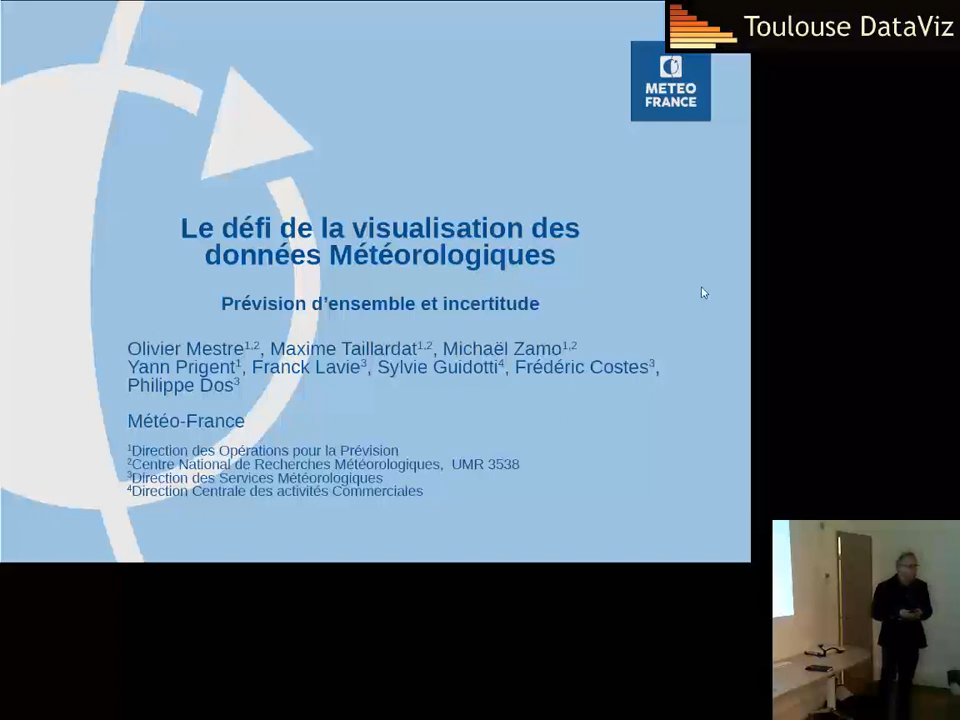 Toulouse DataViz
METEO
FRANCE
Le défi de la visualisation des
données Météorologiques
Prévision d'ensemble et incertitude
Olivier Mestre1,2, Maxime Taillardat1,2, Michaël Zamo1,2
Yann Prigent1, Franck Lavie3, Sylvie Guidotti4, Frédéric Costes3,
Philippe Dos3
Météo-France
1Direction des Opérations pour la Prévision
2Centre National de Recherches Météorologiques, UMR 3538
3Direction des Services Météorologiques
4Direction Centrale des activités Commerciales